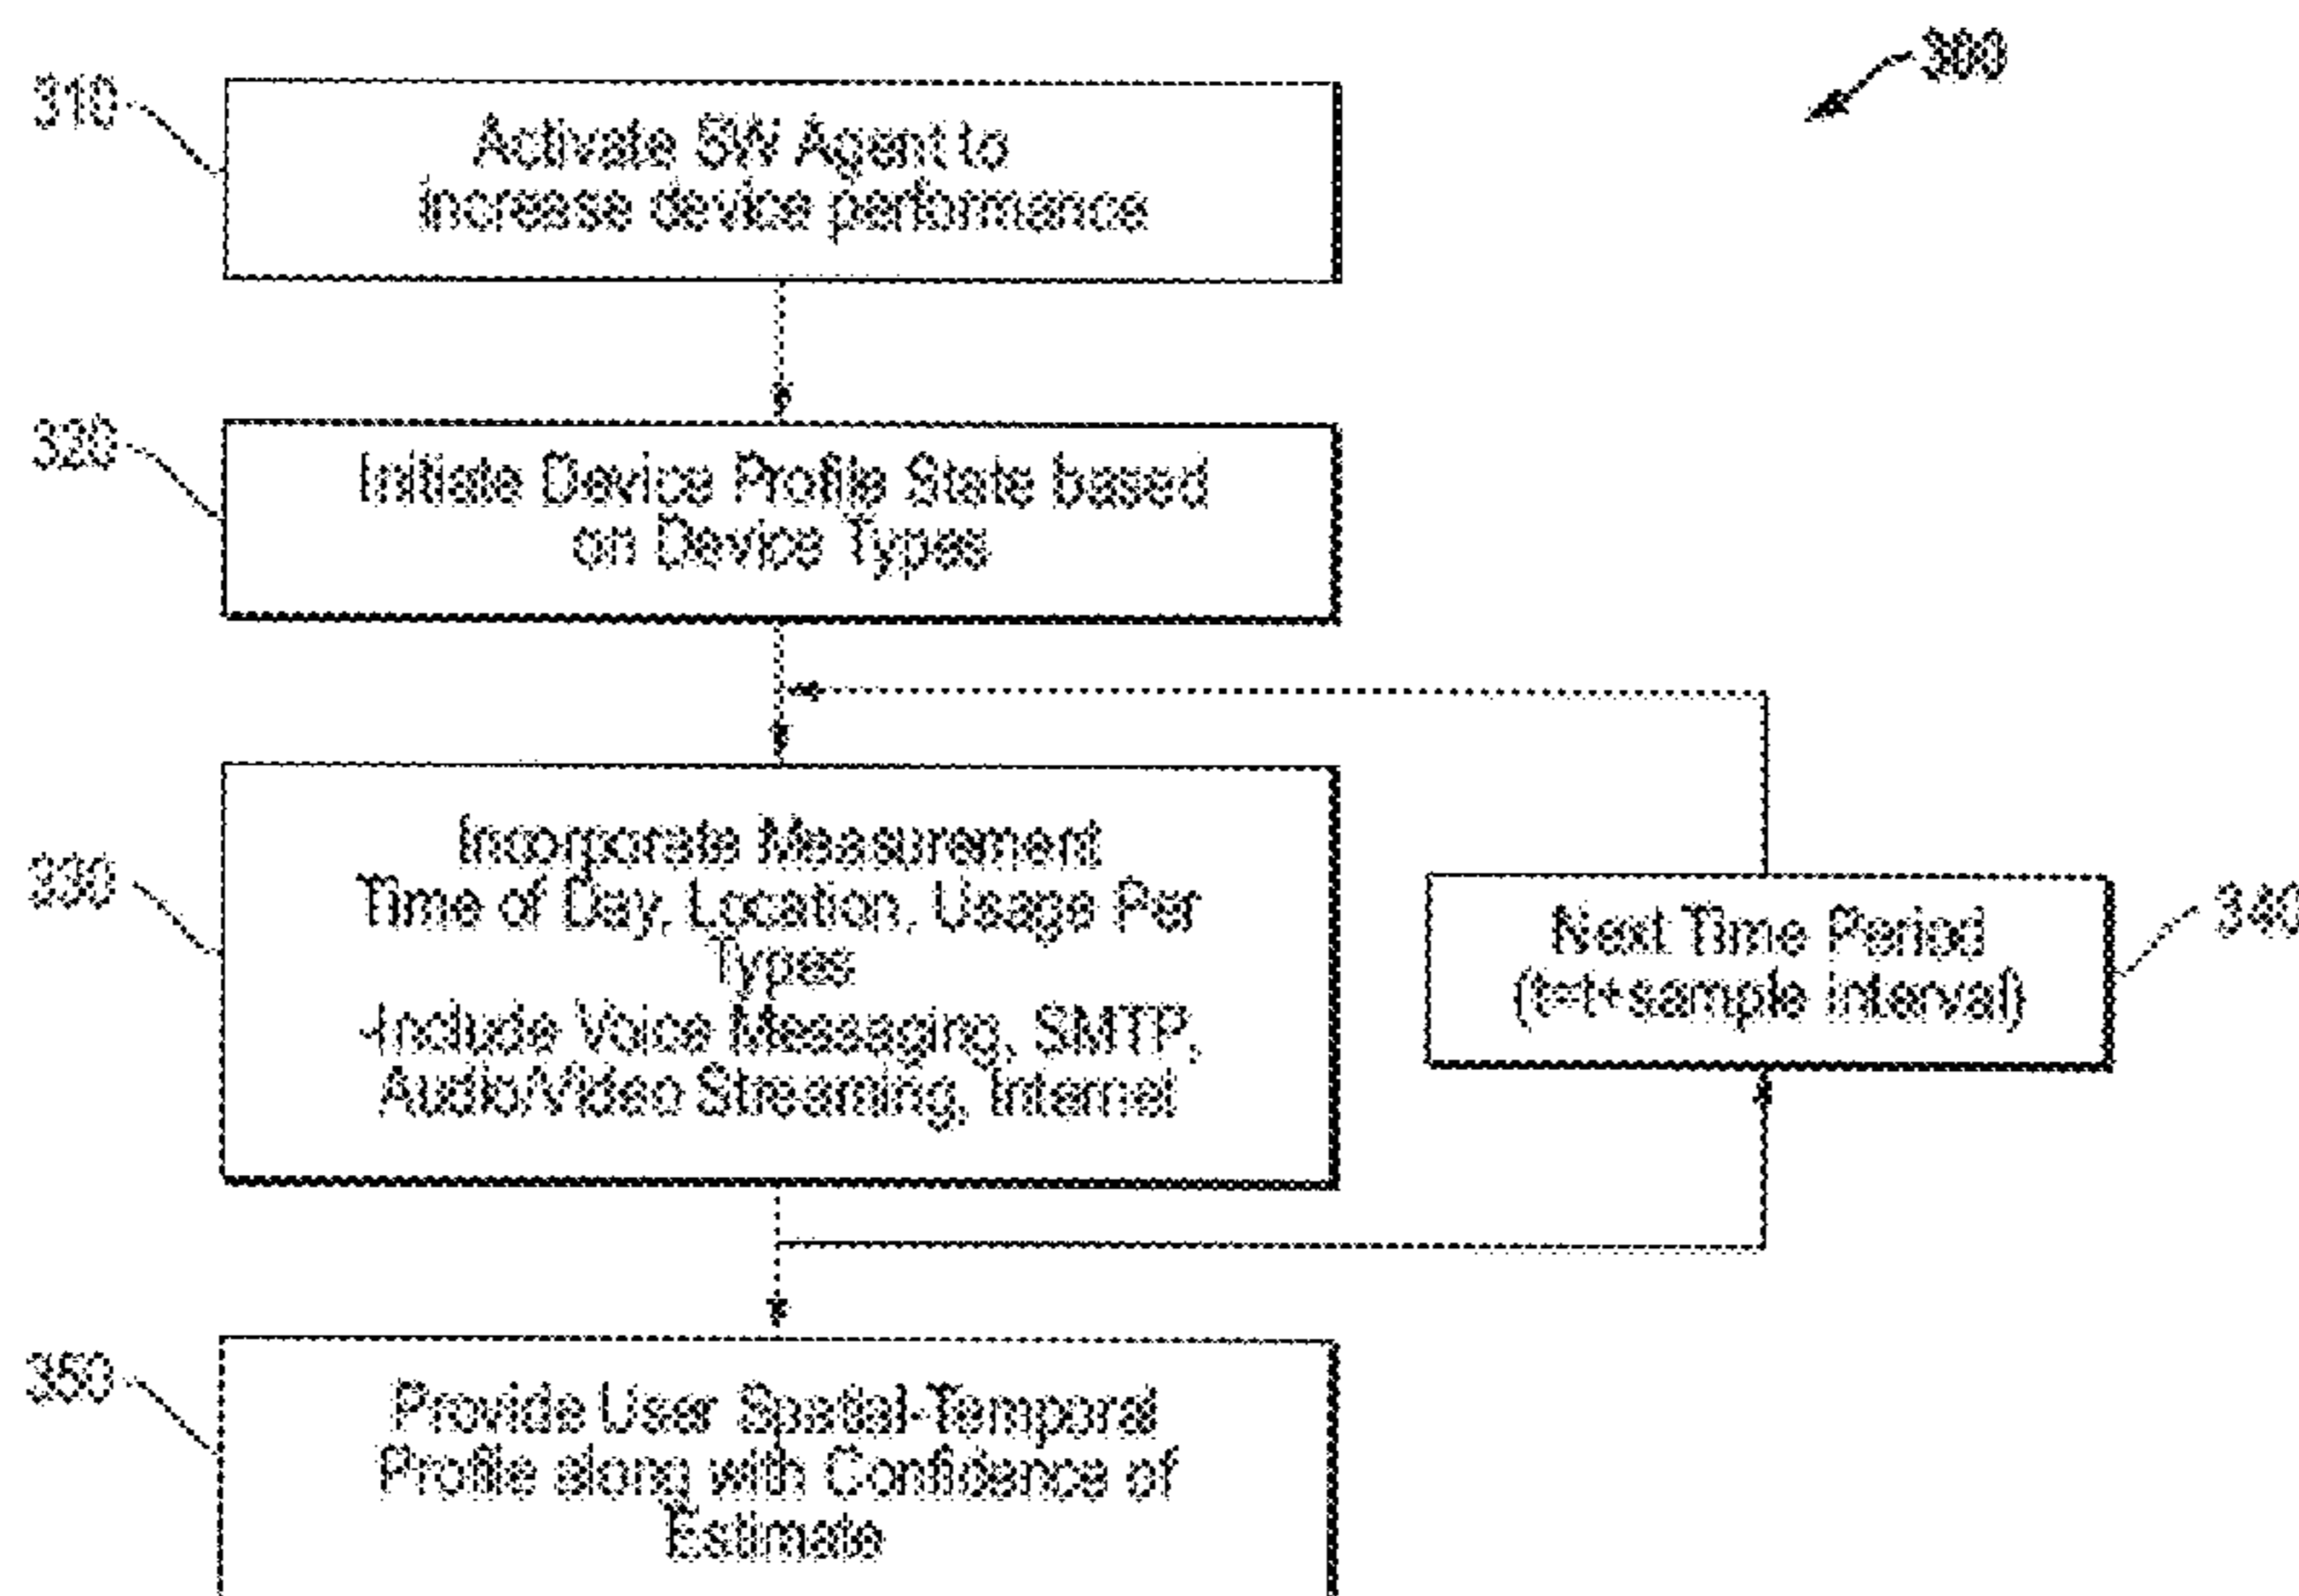 300
310
Activate SW Agent to
increase device performance
320
Initiate Device Profile State based
on Device Types
330
Incorporate Measurement
Time of Day, Location, Usage Per
Types
-Include Voice Messaging, SMTP,
Audio/Video Streaming, Internet
Next Time Period
(t=t+sample interval)
340
350
Provide User Spatial-Temporal
Profile along with Confidence of
Estimate